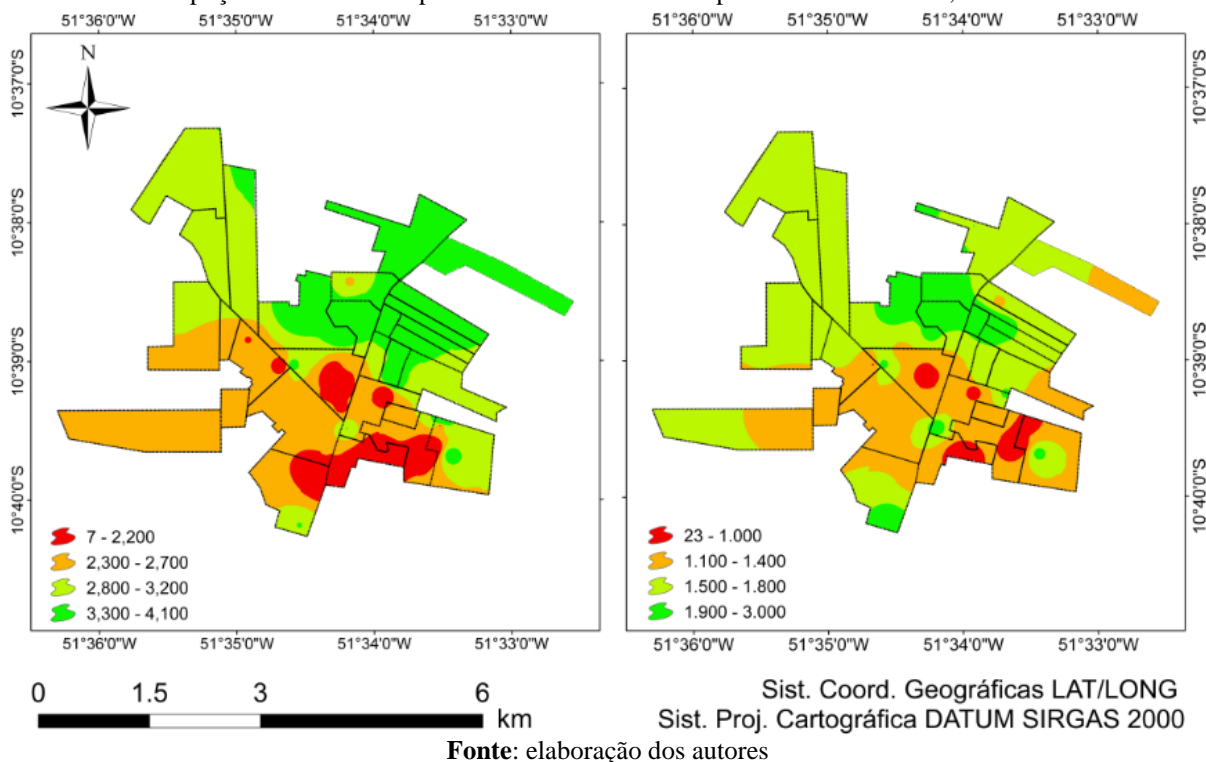 51°36'0"W 51°35'0"W 51°34'0"W 51°33'0"W 51°36'0"W 51°35'0"W 51°34'0"W 51°33'0"W
N
10°37'0"S 10°37'0"S
10°38'0"S 10°38'0"S
10°39'0"S 10°39'0"S
10°40'0"S 10°40'0"S
7 - 2,200
2,300 - 2,700
2,800 - 3,200
3,300 - 4,100
23 - 1.000
1.100 - 1.400
1.500 - 1.800
1.900 - 3.000
51°36'0"W 51°35'0"W 51°34'0"W 51°33'0"W 51°36'0"W 51°35'0"W 51°34'0"W 51°33'0"W
0 1.5 3 6
km
Sist. Coord. Geográficas LAT/LONG
Sist. Proj. Cartográfica DATUM SIRGAS 2000
Fonte: elaboração dos autores